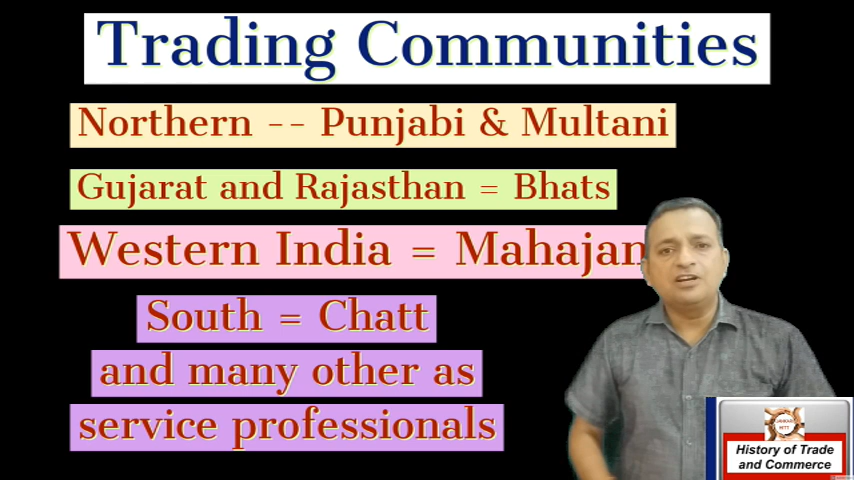 Trading Communities
Northern -- Punjabi & Multani
Gujarat and Rajasthan = Bhats
Western India = Mahajan
South = Chatt
and many other as
service professionals
History of Trade
and Commerce